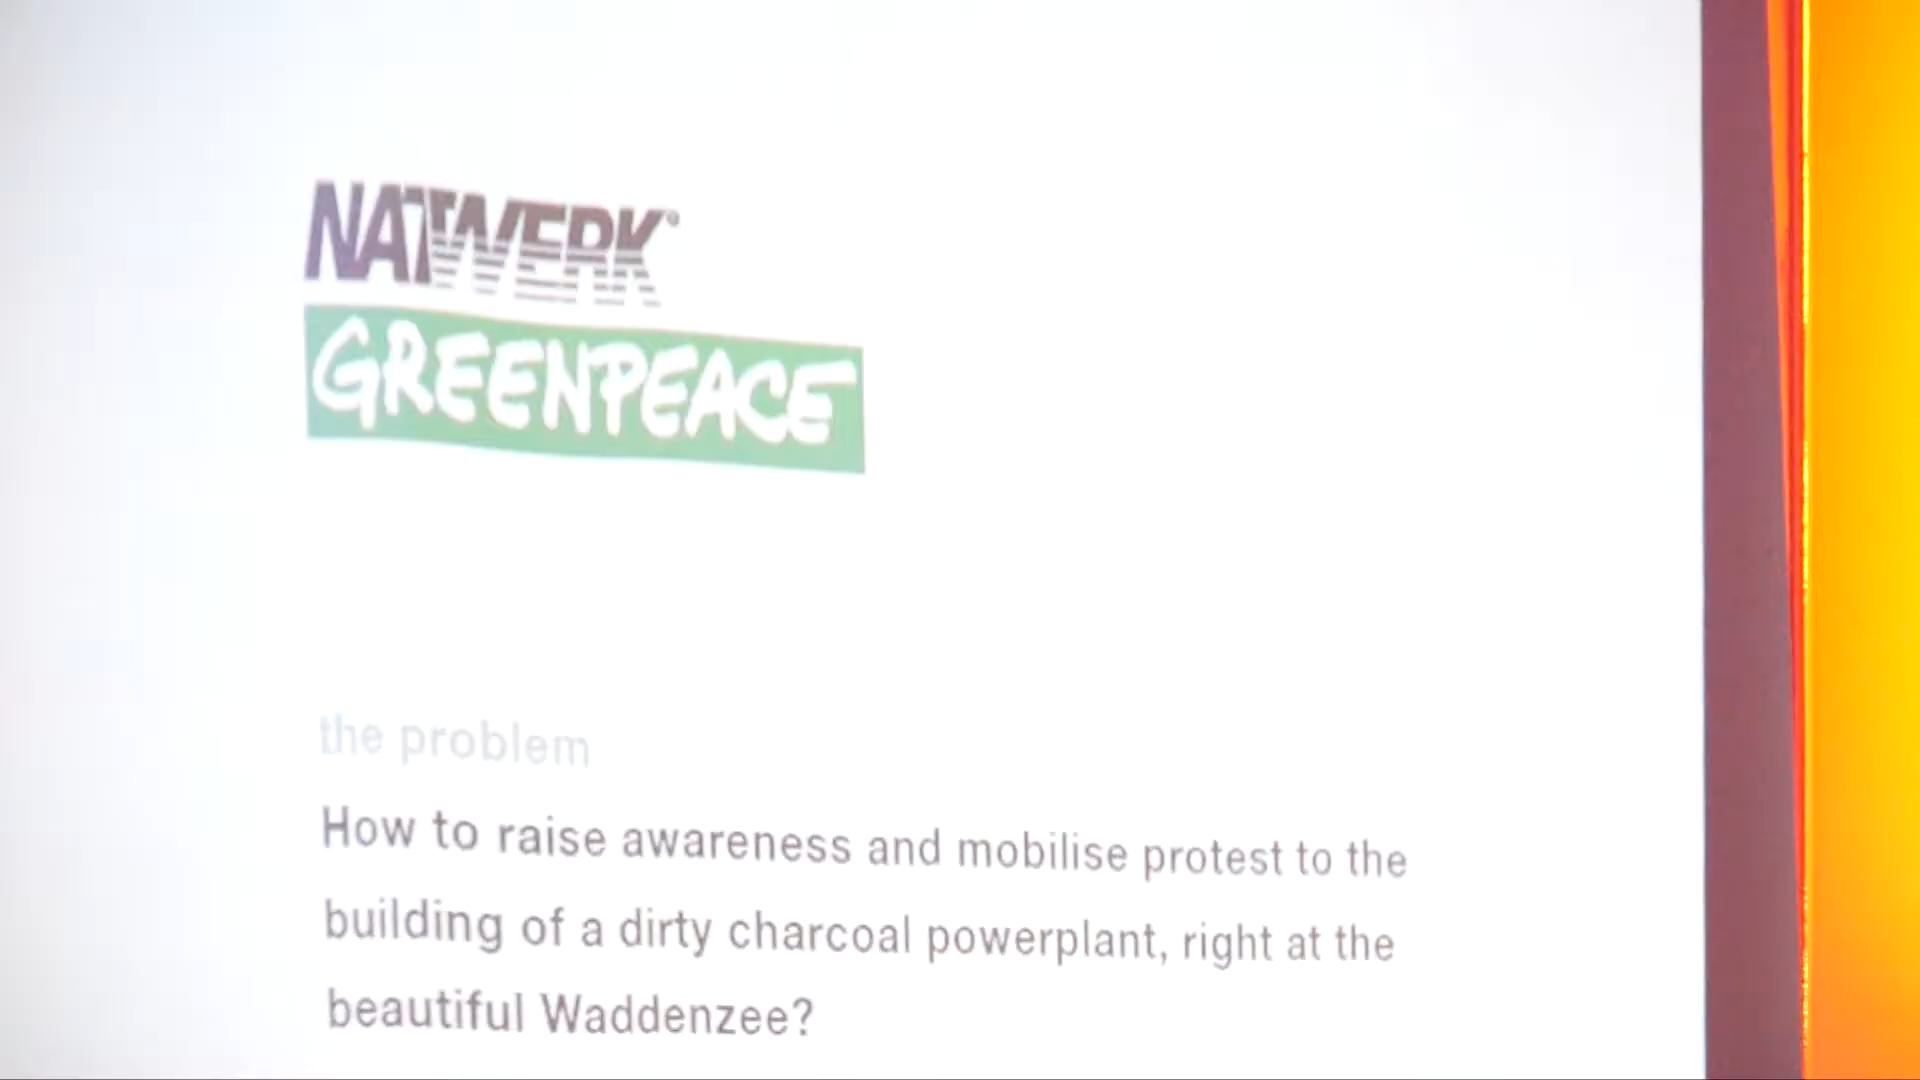 NATWERK®
GREENPEACE
the problem
How to raise awareness and mobilise protest to the
building of a dirty charcoal powerplant, right at the
beautiful Waddenzee?